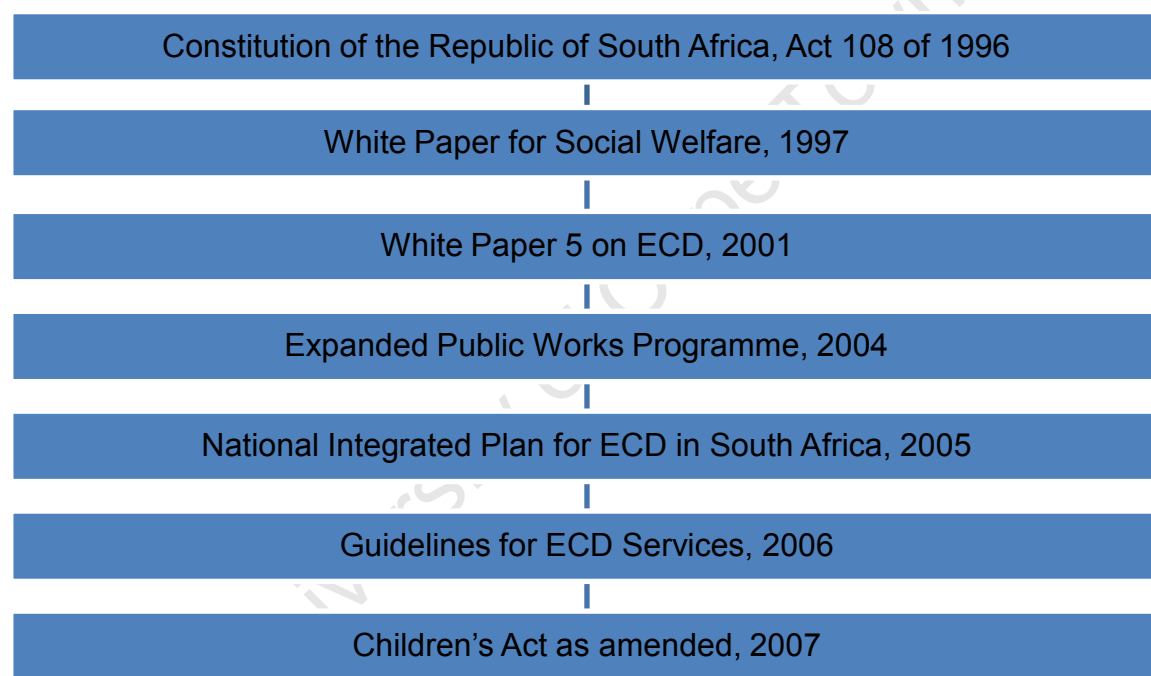 Constitution of the Republic of South Africa, Act 108 of 1996
White Paper for Social Welfare, 1997
White Paper 5 on ECD, 2001
Expanded Public Works Programme, 2004
National Integrated Plan for ECD in South Africa, 2005
Guidelines for ECD Services, 2006
Children’s Act as amended, 2007